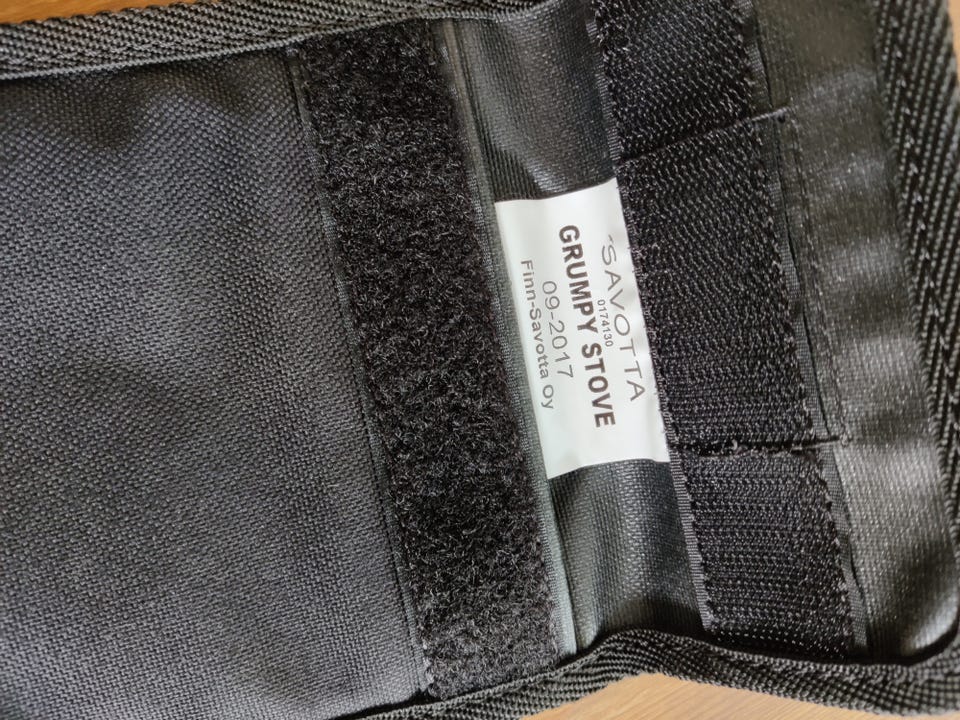 SAVOTTA
0174130
GRUMPY STOVE
09-2017
Finn-Savotta Oy